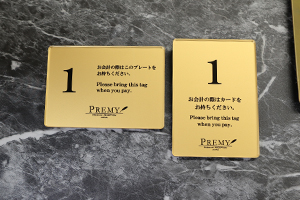 1
お会計の際はこのプレートを
お持ちください。
Please bring this tag
when you pay.
PREMY
1
お会計の際はカードを
お持ちください。
Please bring this tag
when you pay.
PREMY